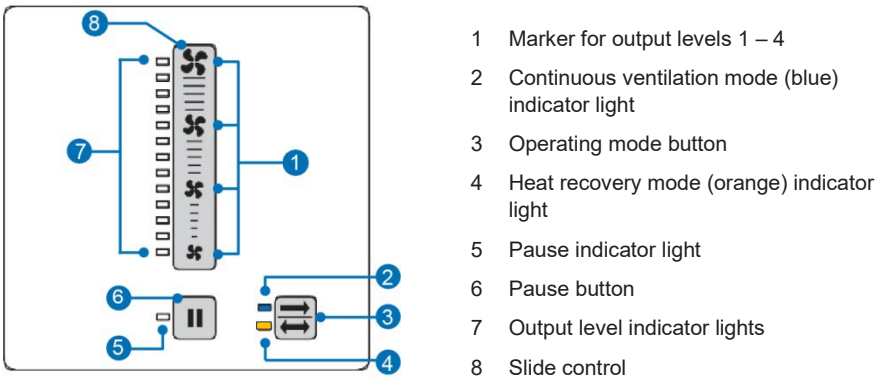 8
7
1
6
5
2
3
4
1 Marker for output levels 1 – 4
2 Continuous ventilation mode (blue)
indicator light
3 Operating mode button
4 Heat recovery mode (orange) indicator
light
5 Pause indicator light
6 Pause button
7 Output level indicator lights
8 Slide control